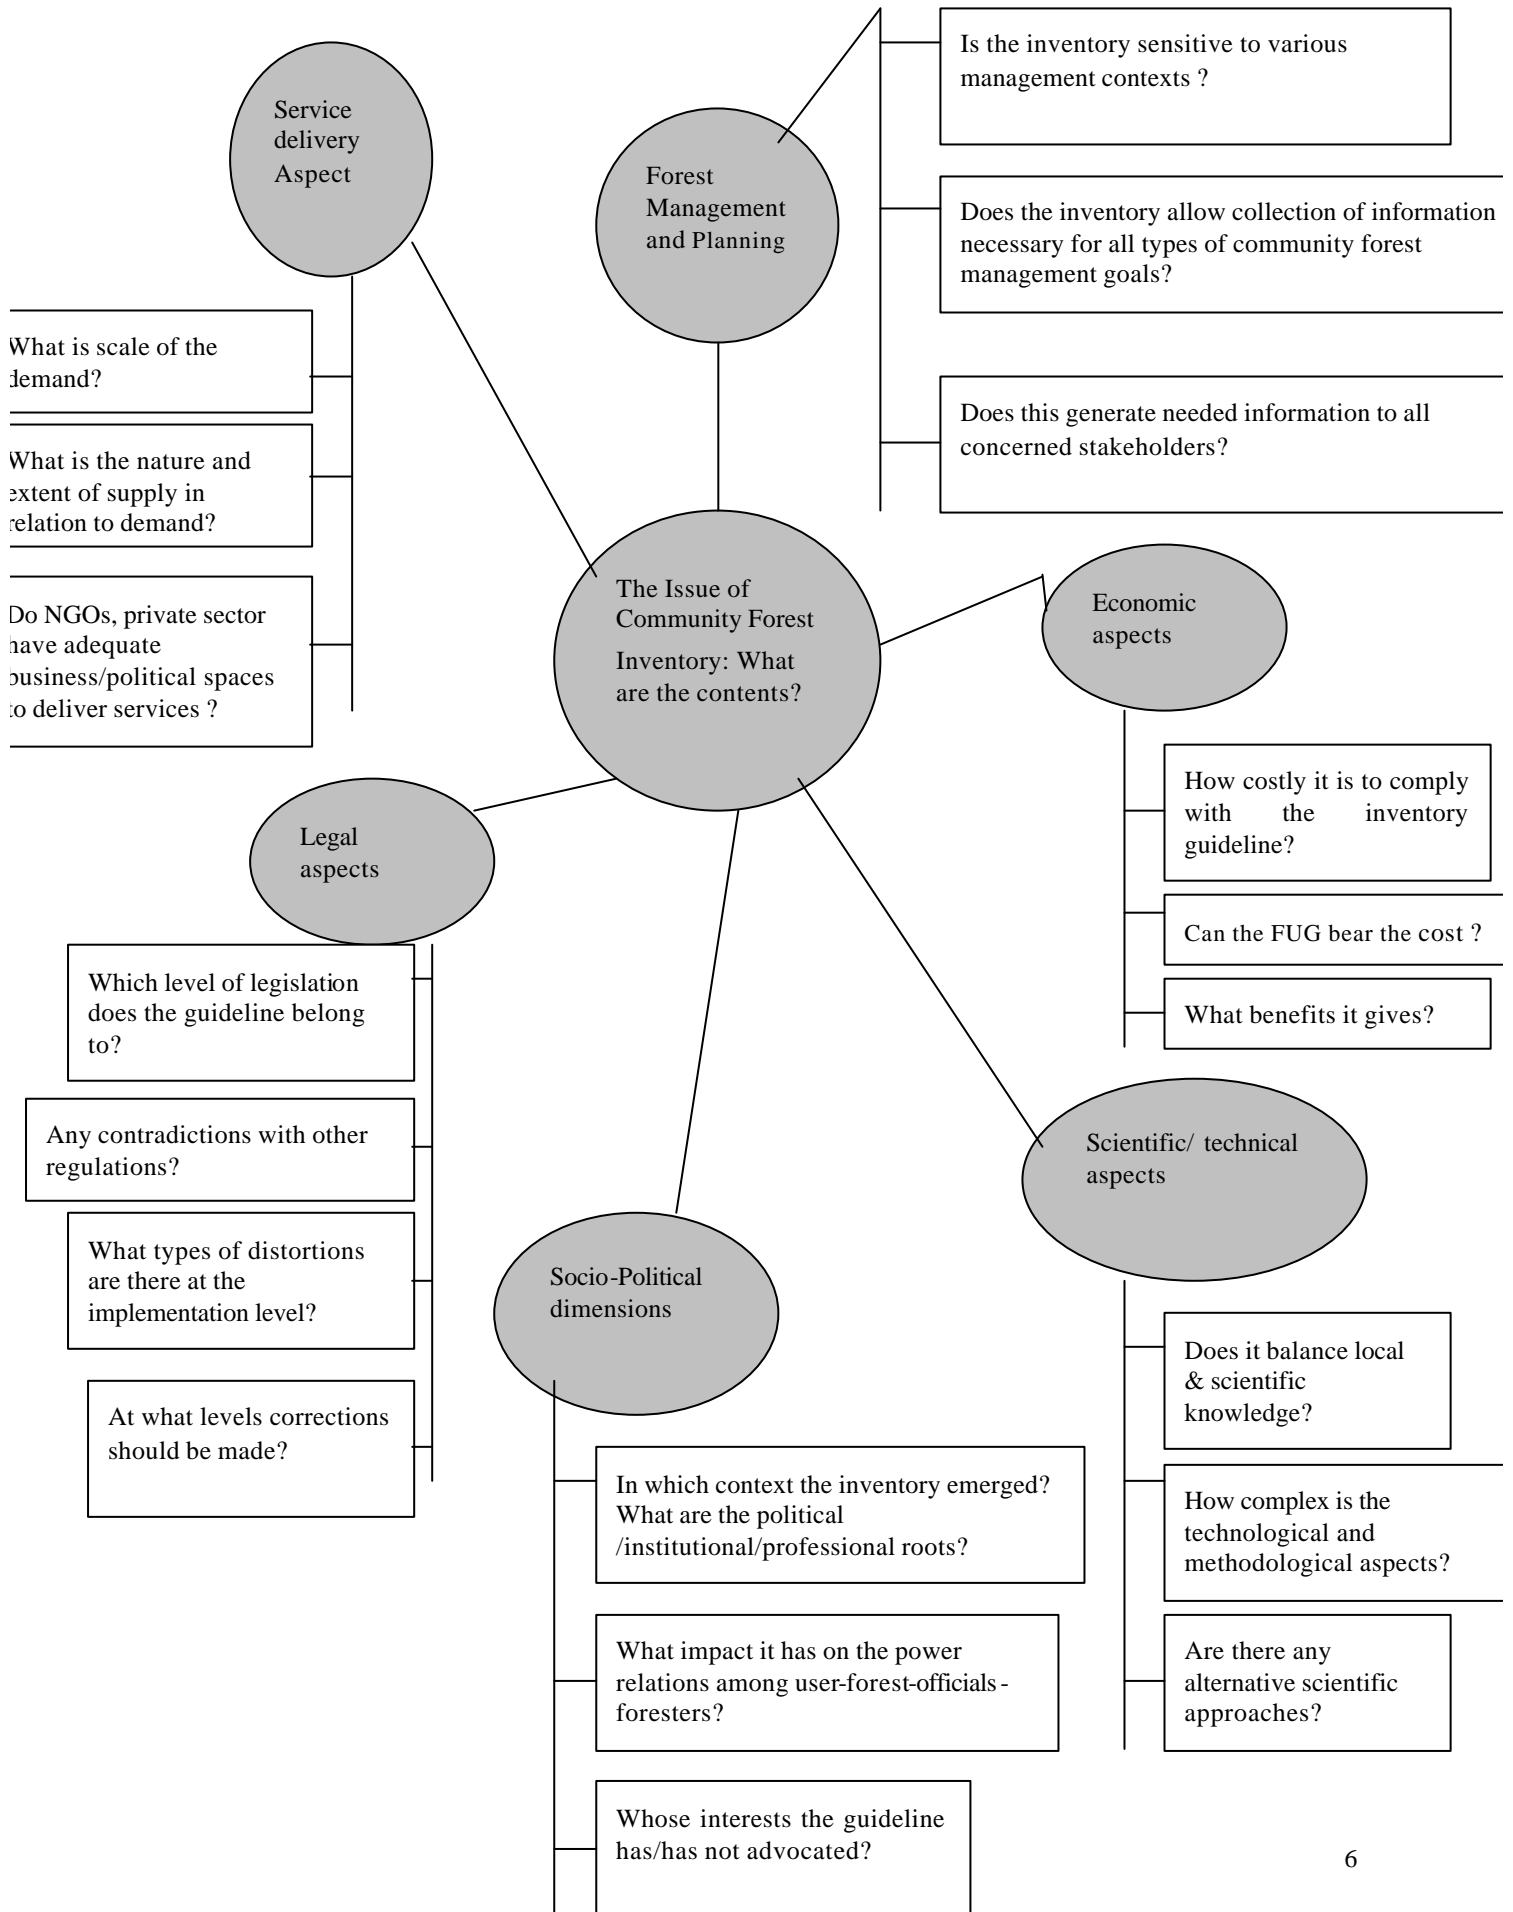 Service
delivery
Aspect
What is scale of the
demand?
What is the nature and
extent of supply in
relation to demand?
Do NGOs, private sector
have adequate
business/political spaces
to deliver services ?
Forest
Management
and Planning
Is the inventory sensitive to various
management contexts ?
Does the inventory allow collection of information
necessary for all types of community forest
management goals?
Does this generate needed information to all
concerned stakeholders?
The Issue of
Community Forest
Inventory: What
are the contents?
Economic
aspects
How costly it is to comply
with the inventory
guideline?
Can the FUG bear the cost ?
What benefits it gives?
Legal
aspects
Which level of legislation
does the guideline belong
to?
Any contradictions with other
regulations?
What types of distortions
are there at the
implementation level?
At what levels corrections
should be made?
Socio-Political
dimensions
In which context the inventory emerged?
What are the political
/institutional/professional roots?
What impact it has on the power
relations among user-forest-officials-
foresters?
Whose interests the guideline
has/has not advocated?
Scientific/ technical
aspects
Does it balance local
& scientific
knowledge?
How complex is the
technological and
methodological aspects?
Are there any
alternative scientific
approaches?
6